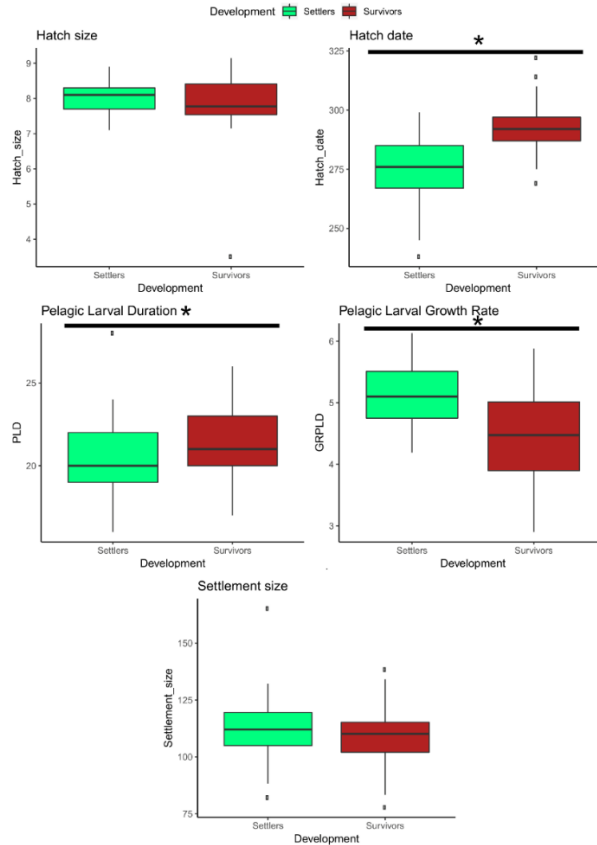 Development Settlers Survivors
Hatch size
Hatch_size
9
8
7
6
5
4
Settlers Survivors
Development
Hatch date
*
Hatch_date
325
300
275
250
Settlers Survivors
Development
Pelagic Larval Duration *
PLD
25
20
Settlers Survivors
Development
Pelagic Larval Growth Rate
*
GRPLD
6
5
4
3
Settlers Survivors
Development
Settlement size
Settlement_size
150
125
100
75
Settlers Survivors
Development